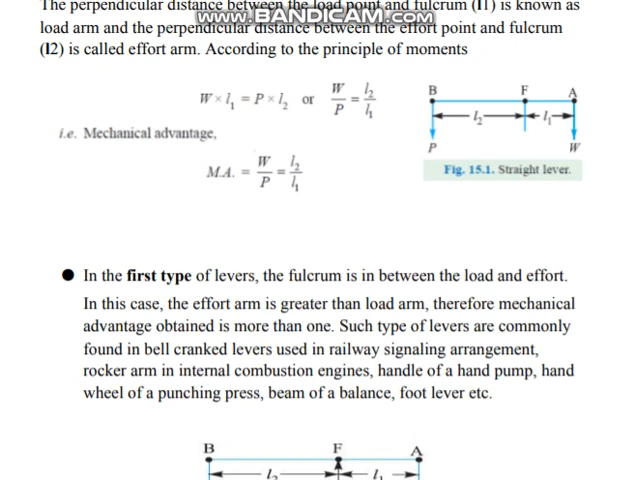 The perpendicular distance between the load point and fulcrum (l1) is known as
www.BANDICAM.com
load arm and the perpendicular distance between the effort point and fulcrum
(l2) is called effort arm. According to the principle of moments
W × l₁ = P × l₂ or W/P = l₂/l₁
i.e. Mechanical advantage,
M.A. = W/P = l₂/l₁
B F A
l₂ l₁
P W
Fig. 15.1. Straight lever.
● In the first type of levers, the fulcrum is in between the load and effort.
In this case, the effort arm is greater than load arm, therefore mechanical
advantage obtained is more than one. Such type of levers are commonly
found in bell cranked levers used in railway signaling arrangement,
rocker arm in internal combustion engines, handle of a hand pump, hand
wheel of a punching press, beam of a balance, foot lever etc.
B F A
l₂ l₁